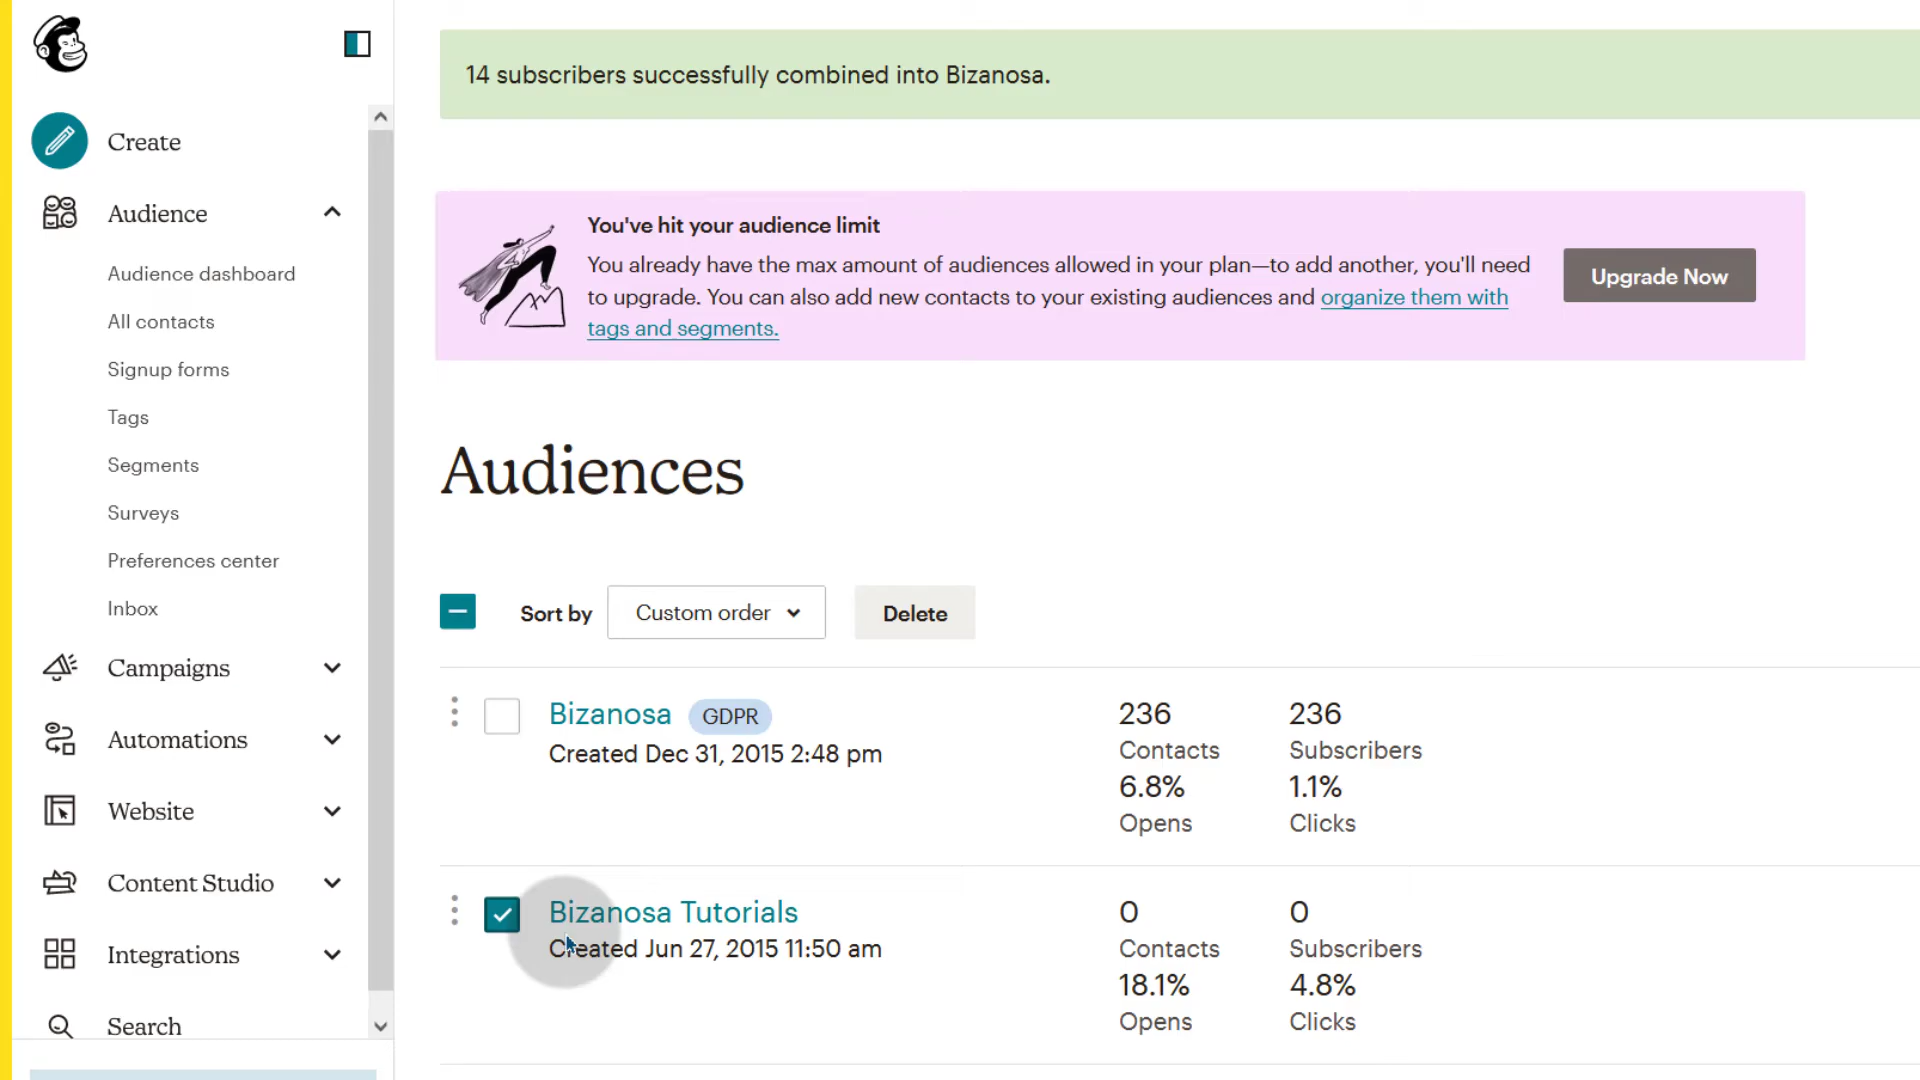 14 subscribers successfully combined into Bizanosa.
Create
Audience
Audience dashboard
All contacts
Signup forms
Tags
Segments
Surveys
Preferences center
Inbox
Campaigns
Automations
Website
Content Studio
Integrations
Search
You've hit your audience limit
You already have the max amount of audiences allowed in your plan—to add another, you'll need
to upgrade. You can also add new contacts to your existing audiences and organize them with
tags and segments.
Upgrade Now
Audiences
Sort by Custom order Delete
Bizanosa GDPR
Created Dec 31, 2015 2:48 pm
236 236
Contacts Subscribers
6.8% 1.1%
Opens Clicks
Bizanosa Tutorials
Created Jun 27, 2015 11:50 am
0 0
Contacts Subscribers
18.1% 4.8%
Opens Clicks